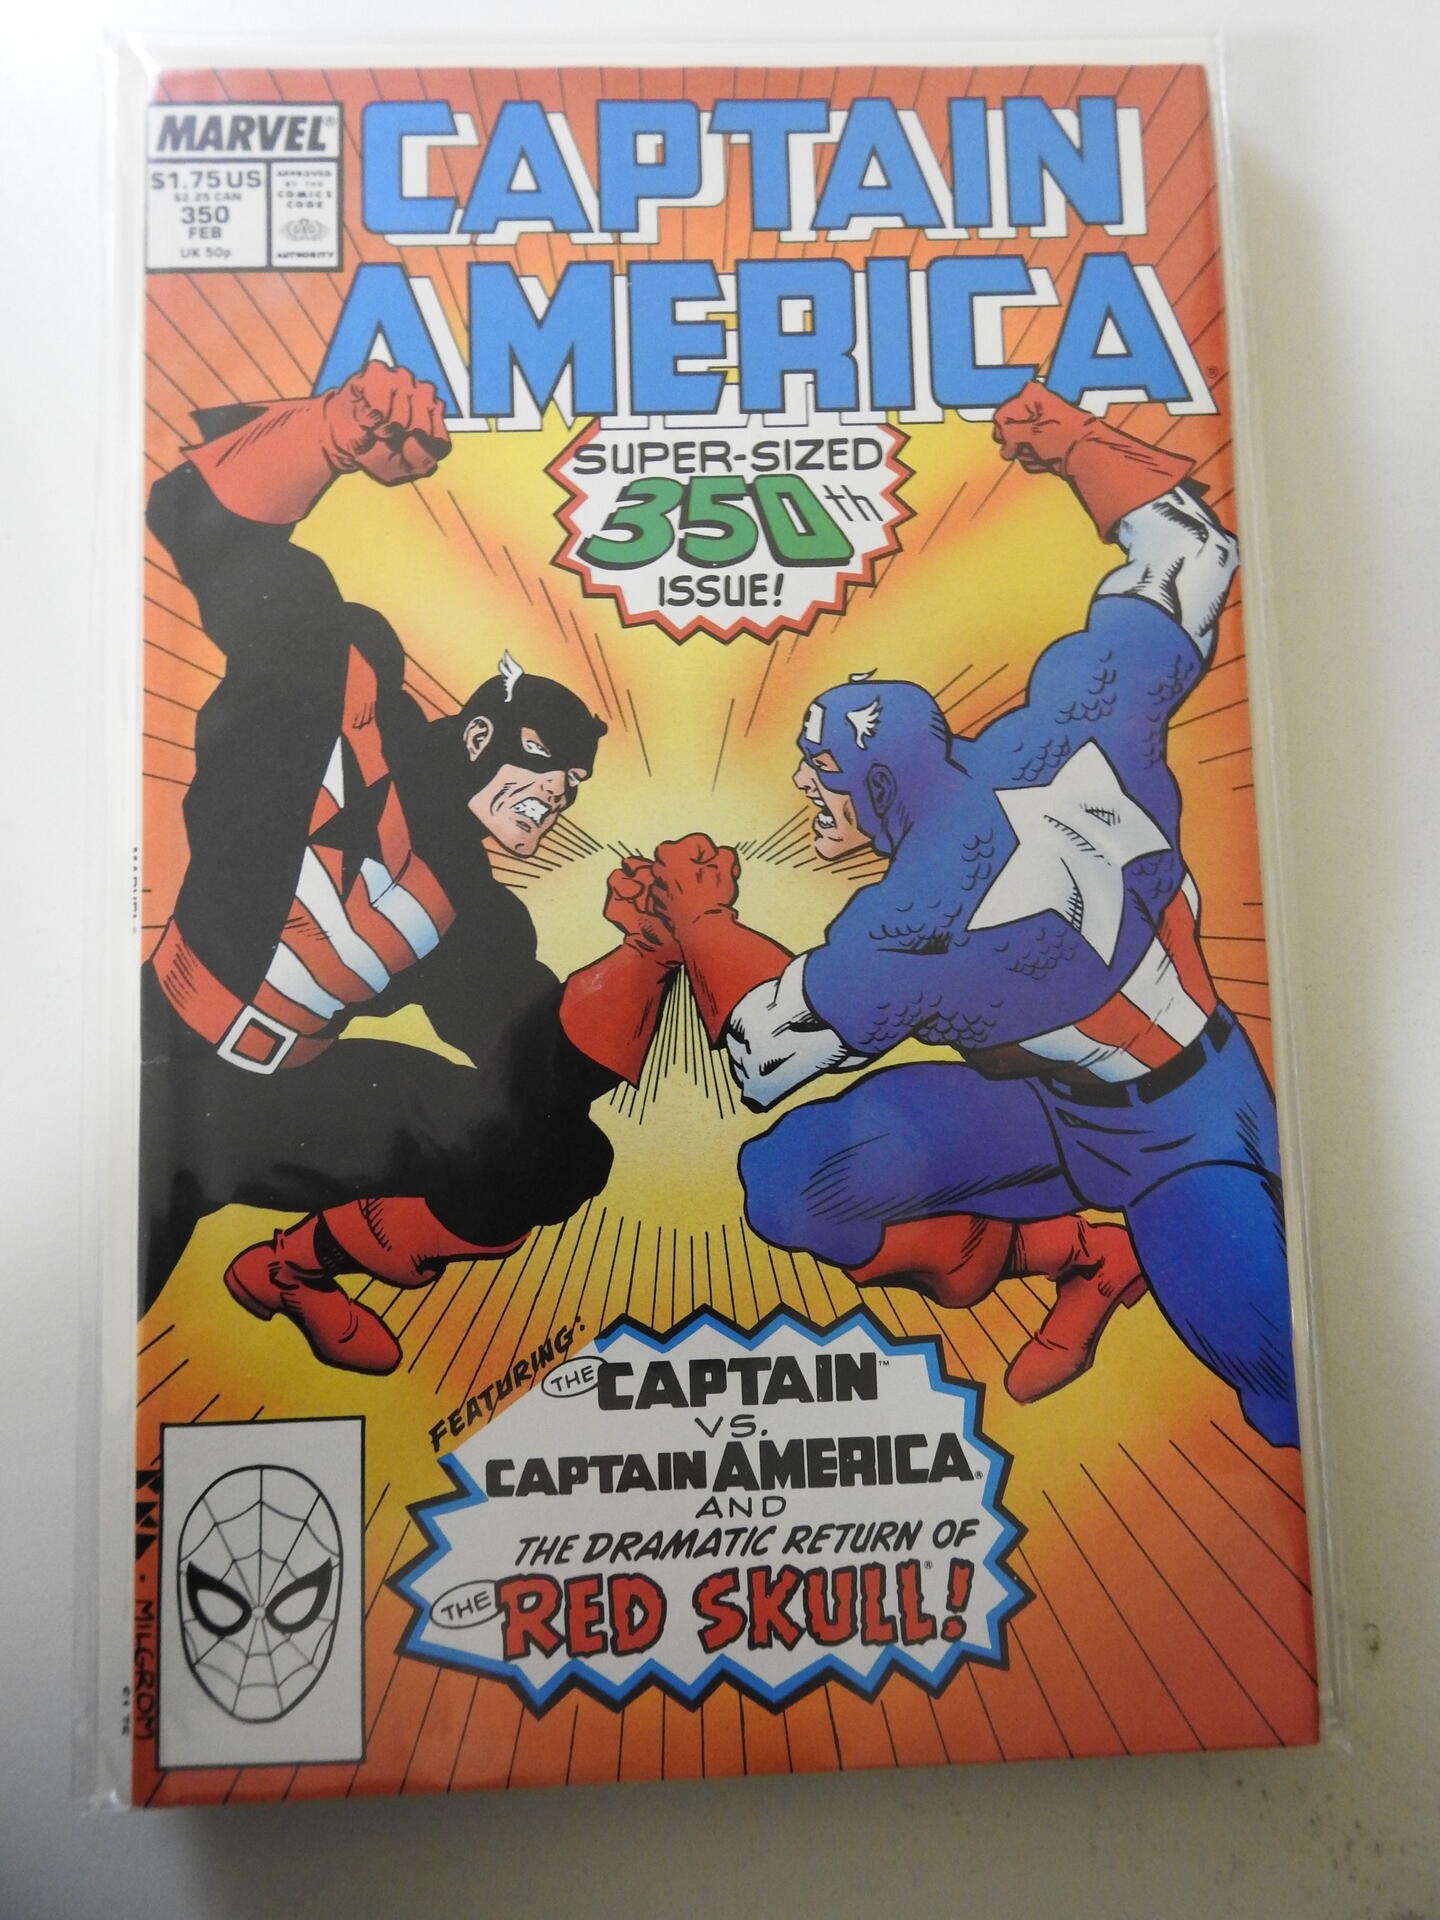 MARVEL®
$1.75 US
$2.25 CAN
350
FEB
UK 50p
APPROVED
BY THE
COMICS
CODE
AUTHORITY
CAPTAIN
AMERICA®
SUPER-SIZED
350th
ISSUE!
FEATURING:
THE CAPTAIN™
VS.
CAPTAIN AMERICA®
AND
THE DRAMATIC RETURN OF
THE RED SKULL®!
MILGROM